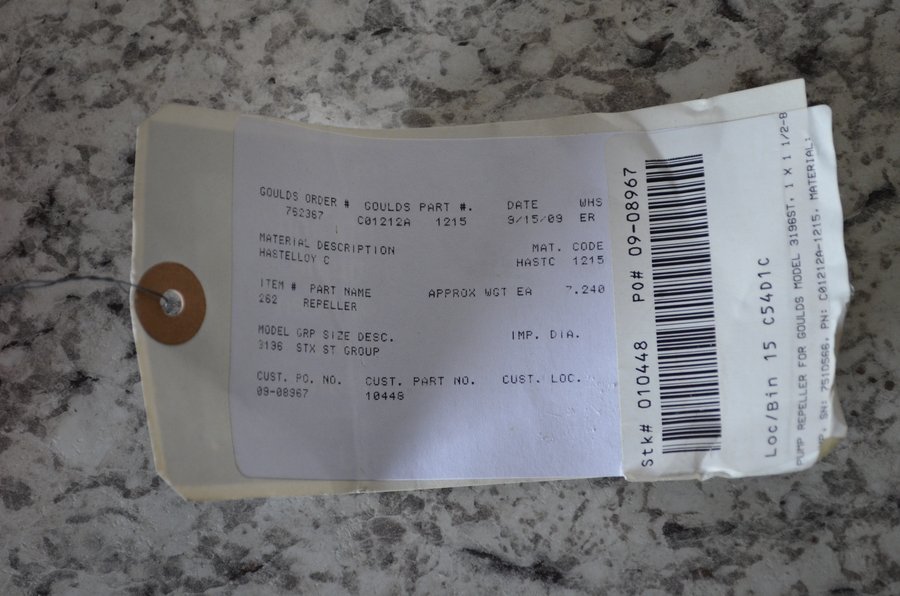 GOULDS ORDER # GOULDS PART #. DATE WHS
762387 C01212A 1215 9/15/09 ER
MATERIAL DESCRIPTION MAT. CODE
HASTELLOY C HASTC 1215
ITEM # PART NAME APPROX WGT EA 7.240
262 REPELLER
MODEL GRP SIZE DESC. IMP. DIA.
3196 STX ST GROUP
CUST. PO. NO. CUST. PART NO. CUST. LOC.
09-08967 10448
Stk# 010448 PO# 09-08967
Loc/Bin 15 C54D1C
PUMP REPELLER FOR GOULDS MODEL 3196ST, 1 X 1 1/2-8
SN: 751D566, PN: C01212A-1215, MATERIAL: